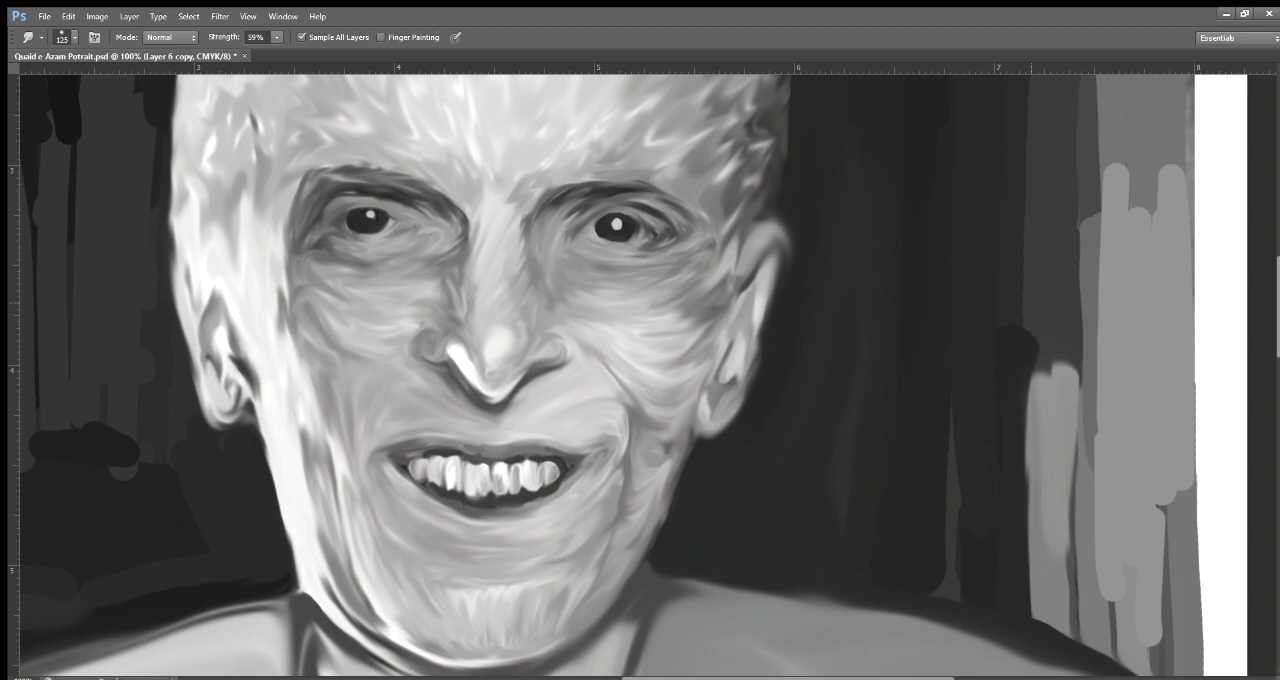 Ps File Edit Image Layer Type Select Filter View Window Help
125 Mode: Normal Strength: 59% Sample All Layers Finger Painting Essentials
Quaid e Azam Potrait.psd @ 100% (Layer 6 copy, CMYK/8) * ×
3 4 5 6 7 8
3
4
5